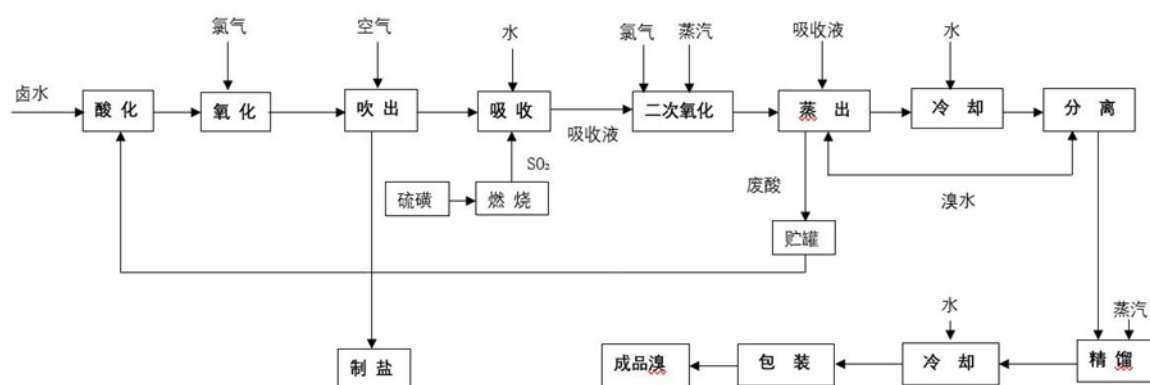 氯气
空气
水
氯气
蒸汽
吸收液
水
卤水
酸 化
氧 化
吹 出
吸 收
二次氧化
蒸 出
冷 却
分 离
吸收液
SO₂
硫磺
燃 烧
废酸
溴水
贮罐
水
蒸汽
制 盐
成品溴
包 装
冷 却
精 馏